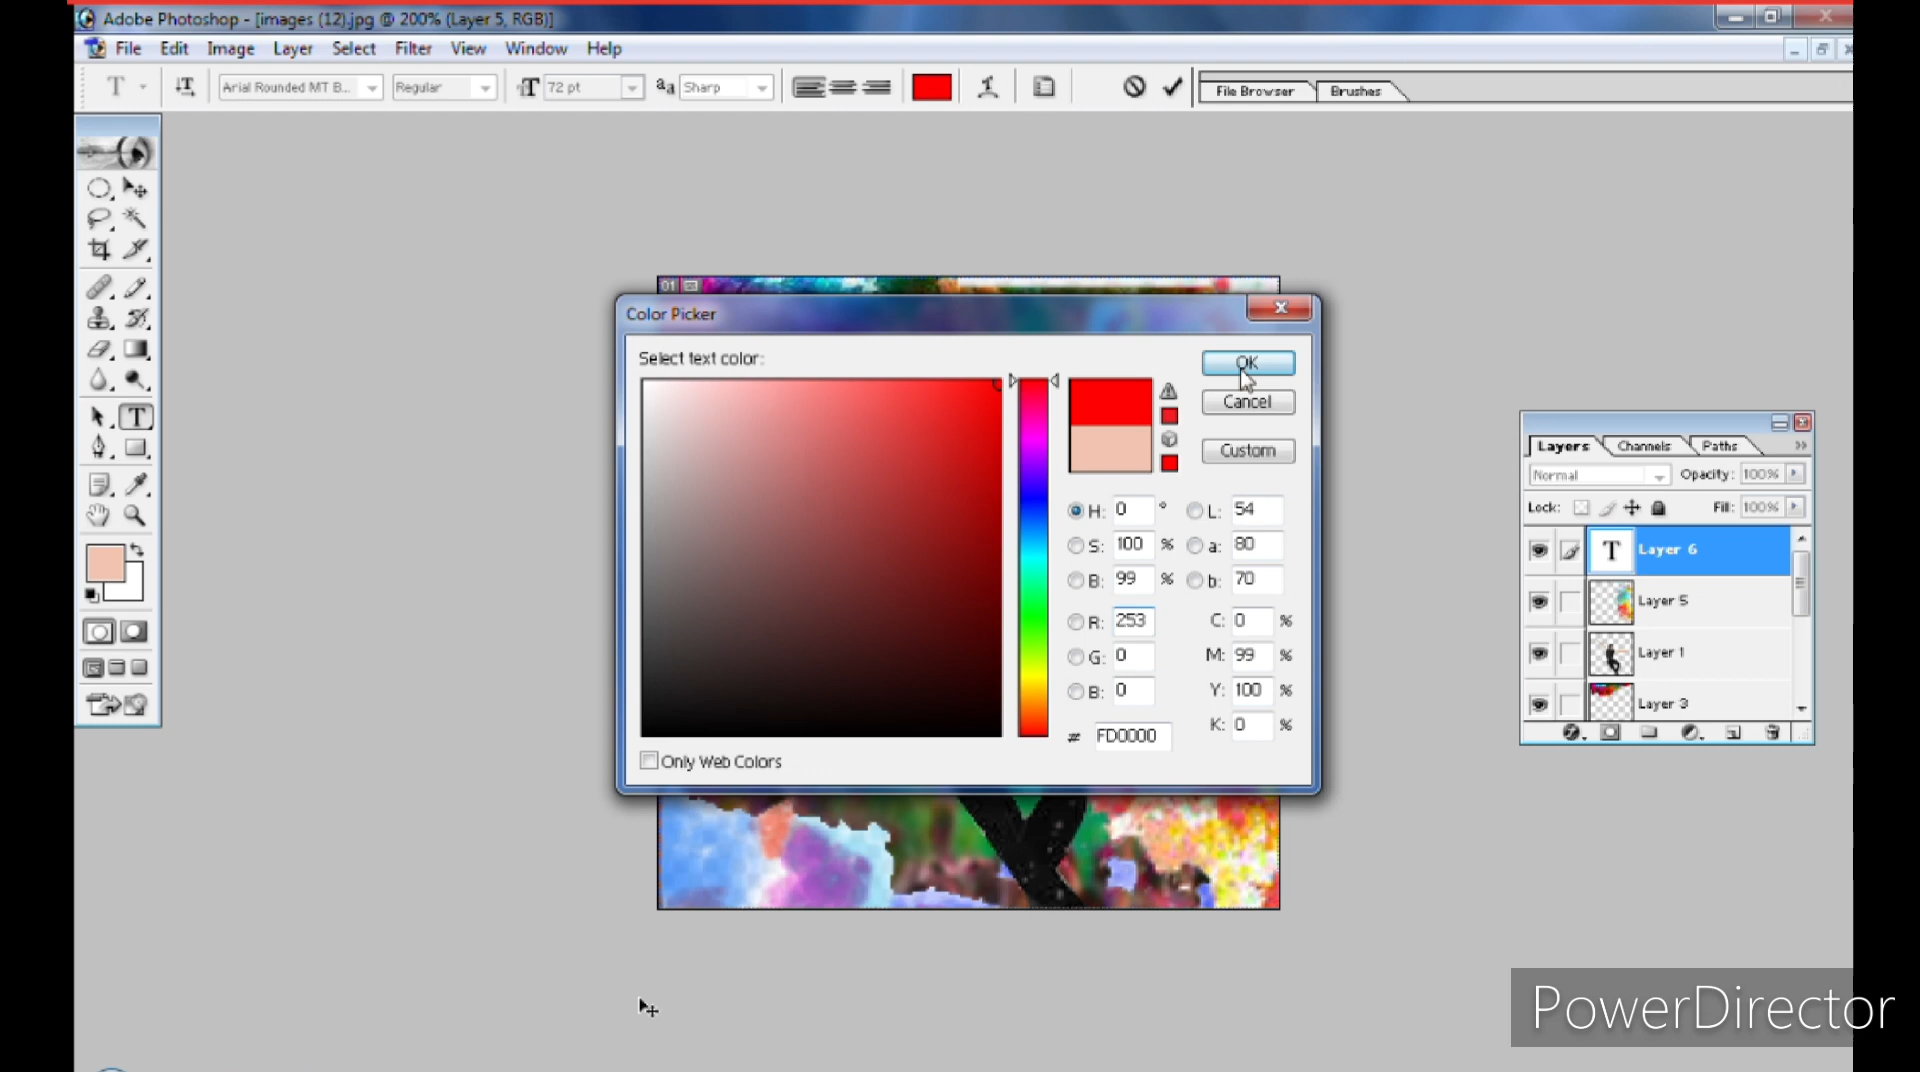 Adobe Photoshop - [images (12).jpg @ 200% (Layer 5, RGB)]
File Edit Image Layer Select Filter View Window Help
T T Arial Rounded MT B... Regular T 72 pt aa Sharp File Browser Brushes
01
Color Picker
Select text color:
OK
Cancel
Custom
H: 0 ° L: 54
S: 100 % a: 80
B: 99 % b: 70
R: 253 C: 0 %
G: 0 M: 99 %
B: 0 Y: 100 %
# FD0000 K: 0 %
Only Web Colors
T
Layers Channels Paths
Normal Opacity: 100%
Lock: Fill: 100%
T Layer 6
Layer 5
Layer 1
Layer 3
PowerDirector